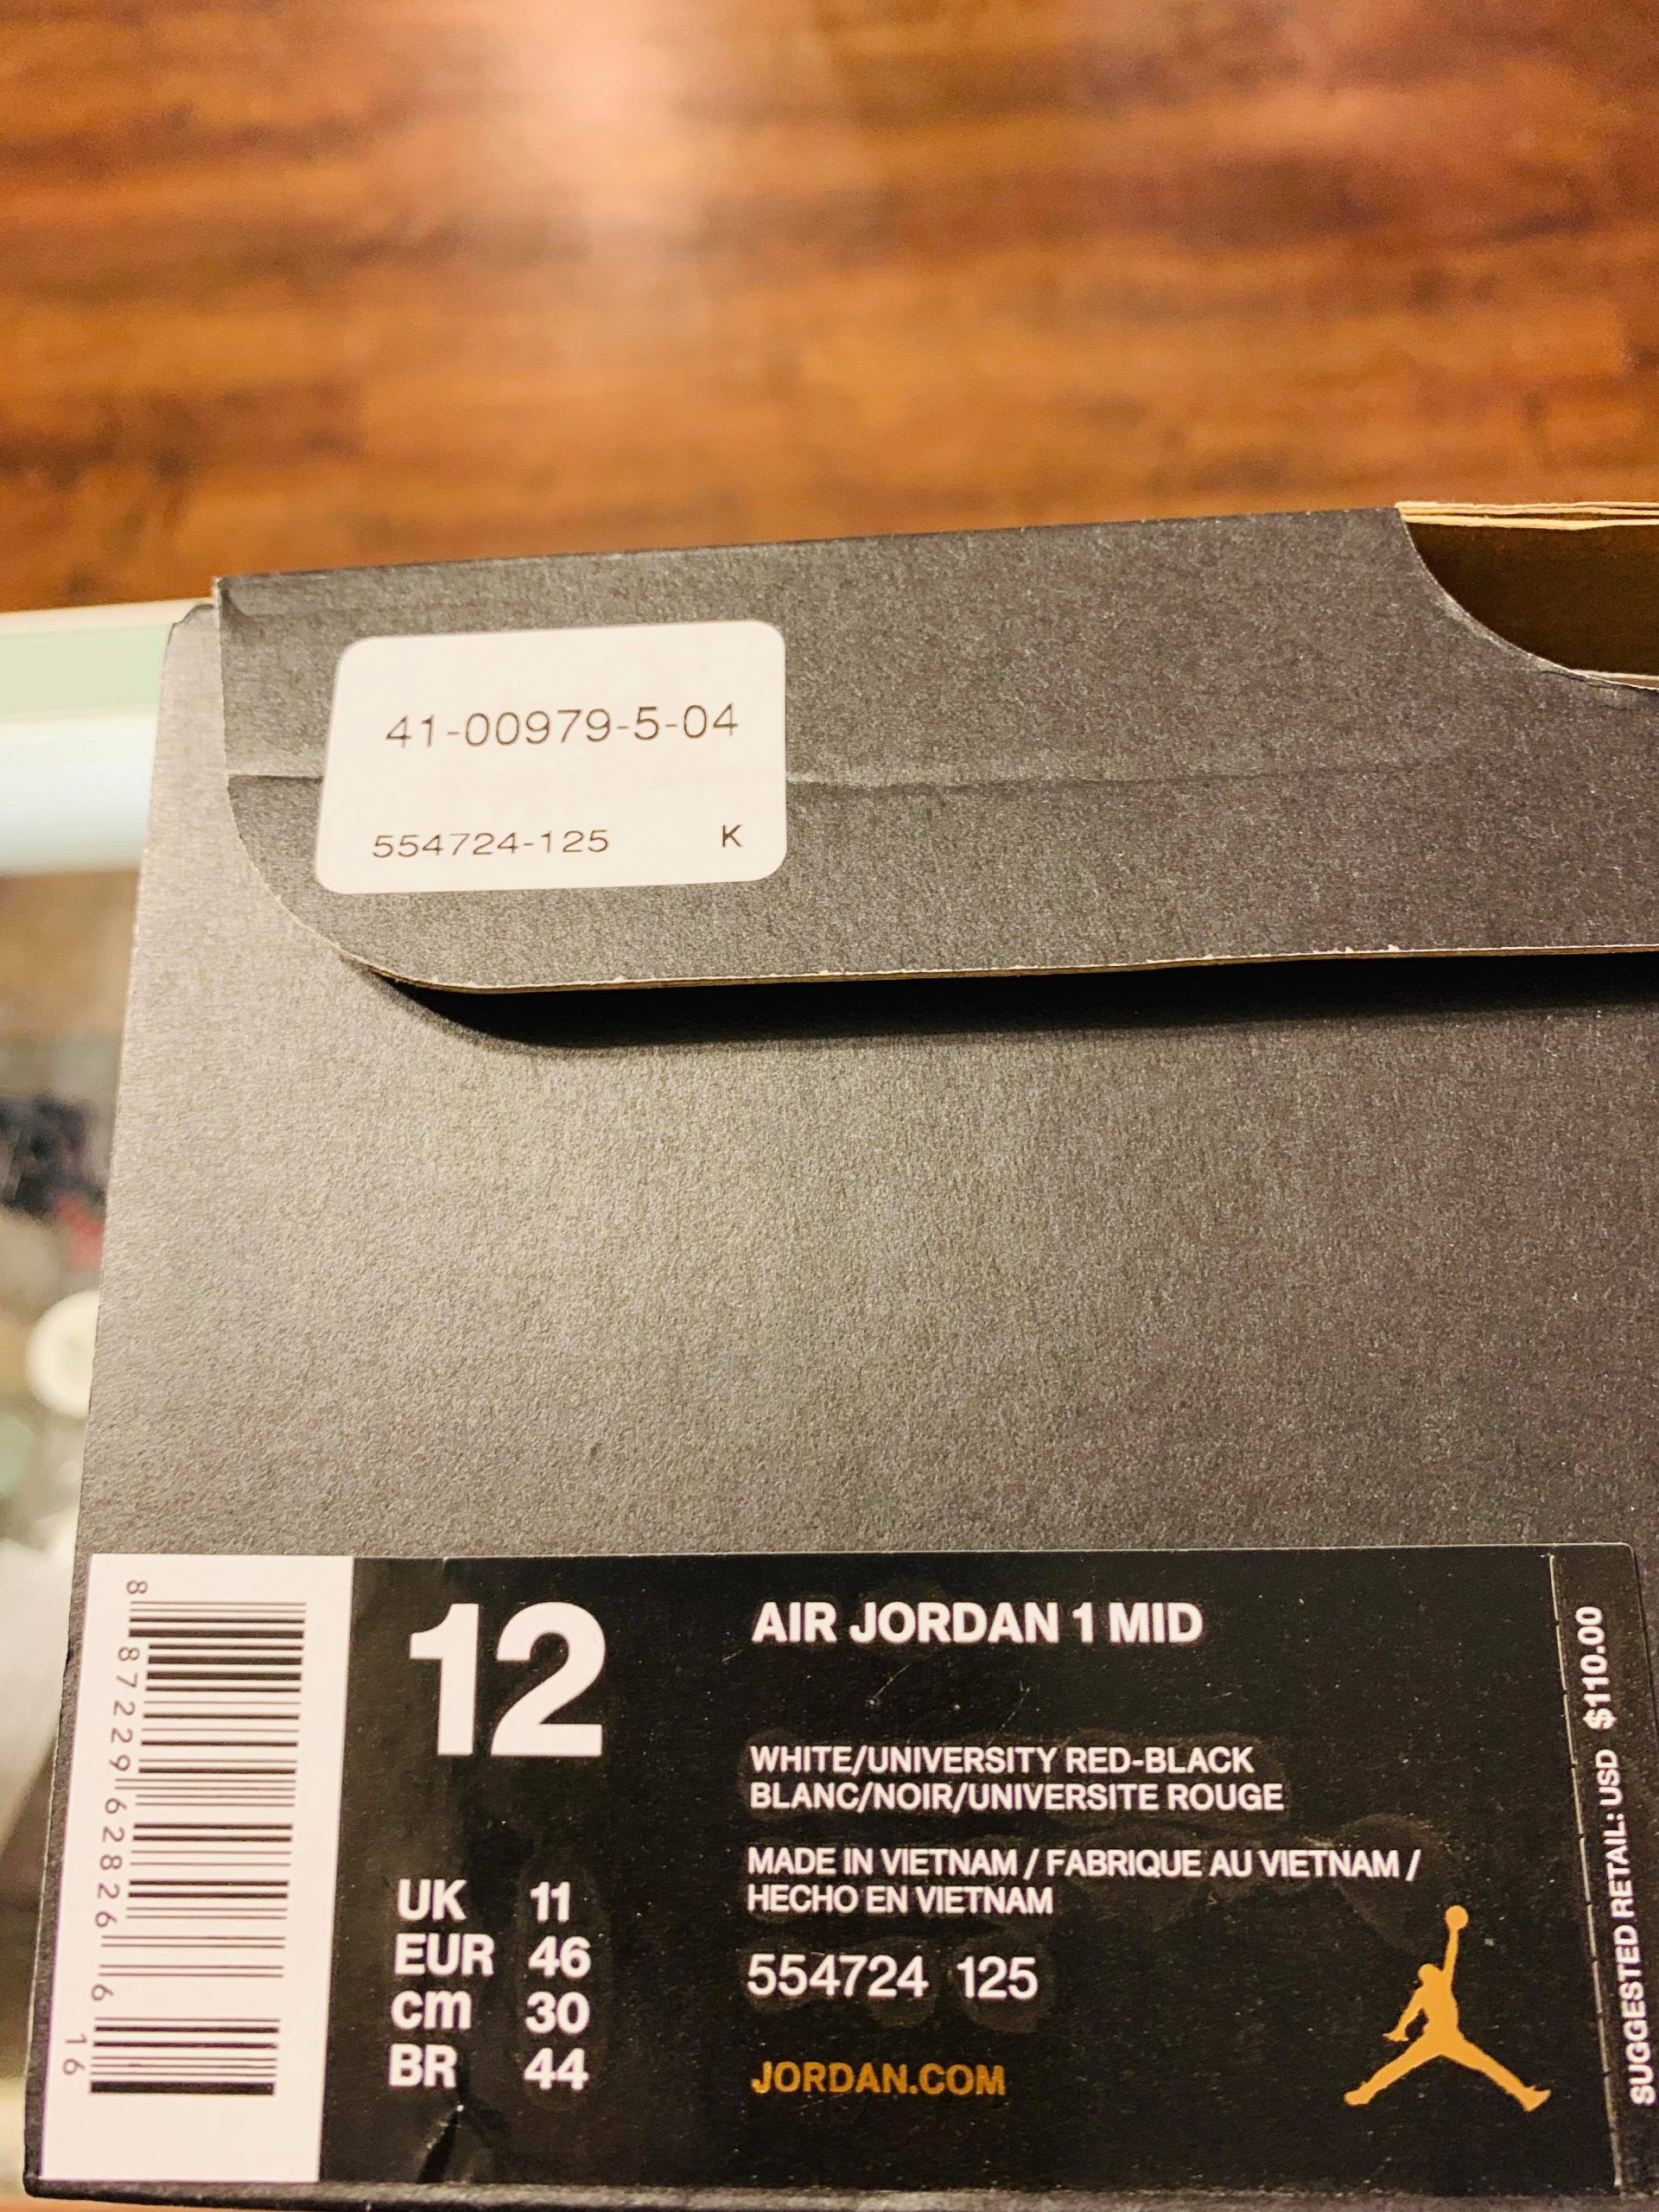 41-00979-5-04
554724-125 K
8 87229 62826 6 16
12
UK 11
EUR 46
cm 30
BR 44
AIR JORDAN 1 MID
WHITE/UNIVERSITY RED-BLACK
BLANC/NOIR/UNIVERSITE ROUGE
MADE IN VIETNAM / FABRIQUE AU VIETNAM /
HECHO EN VIETNAM
554724 125
JORDAN.COM
SUGGESTED RETAIL: USD $110.00